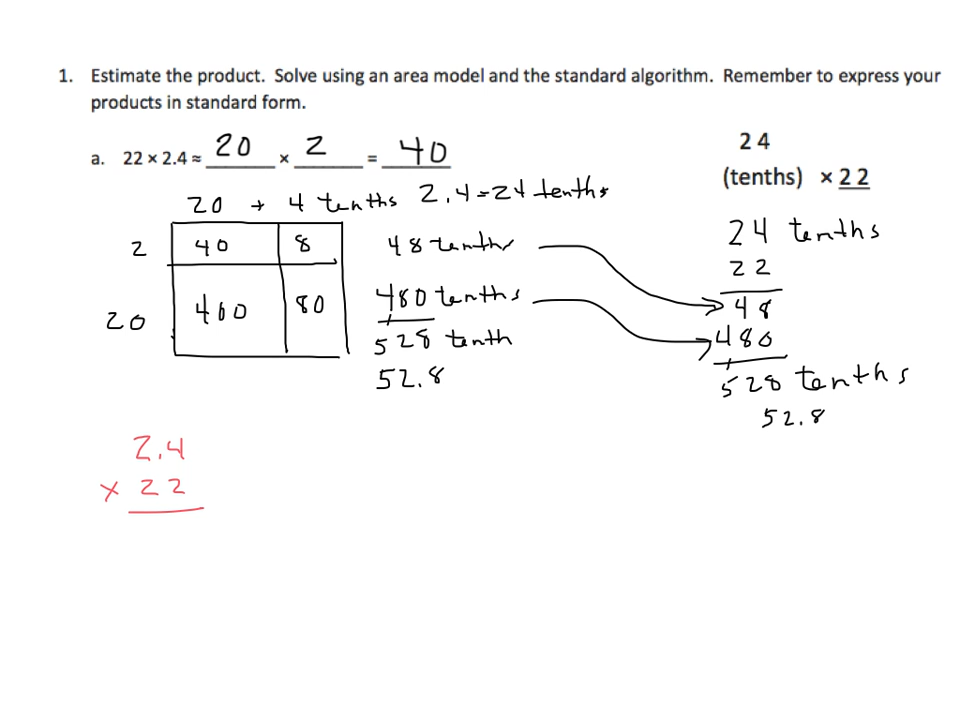 1. Estimate the product. Solve using an area model and the standard algorithm. Remember to express your
products in standard form.
a. 22 × 2.4 ≈ 20 × 2 = 40
24
(tenths) × 22
20 + 4 tenths 2.4=24 tenths
2 40 8 48 tenths
20 460 80 480 tenths
528 tenth
52.8
24 tenths
22
48
480
528 tenths
52.8
2.4
× 22